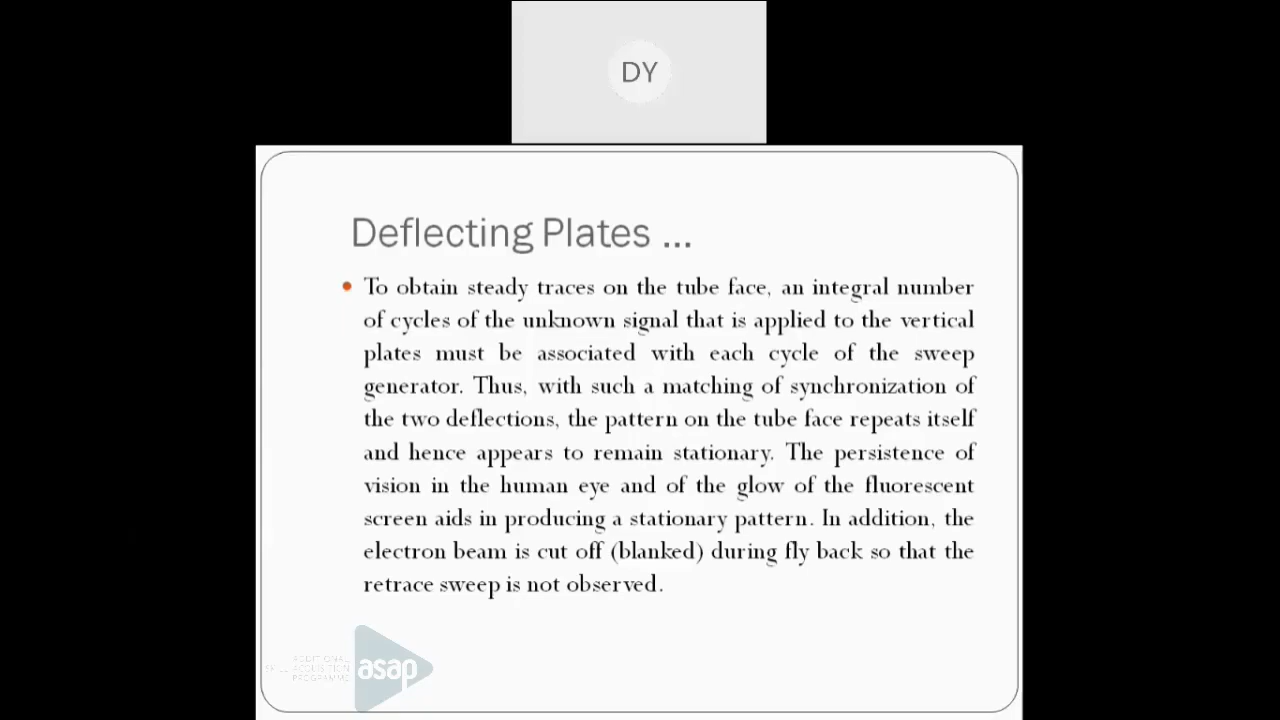 DY
Deflecting Plates ...
• To obtain steady traces on the tube face, an integral number
of cycles of the unknown signal that is applied to the vertical
plates must be associated with each cycle of the sweep
generator. Thus, with such a matching of synchronization of
the two deflections, the pattern on the tube face repeats itself
and hence appears to remain stationary. The persistence of
vision in the human eye and of the glow of the fluorescent
screen aids in producing a stationary pattern. In addition, the
electron beam is cut off (blanked) during fly back so that the
retrace sweep is not observed.
ADDITIONAL
SKILL ACQUISITION
PROGRAMME
asap